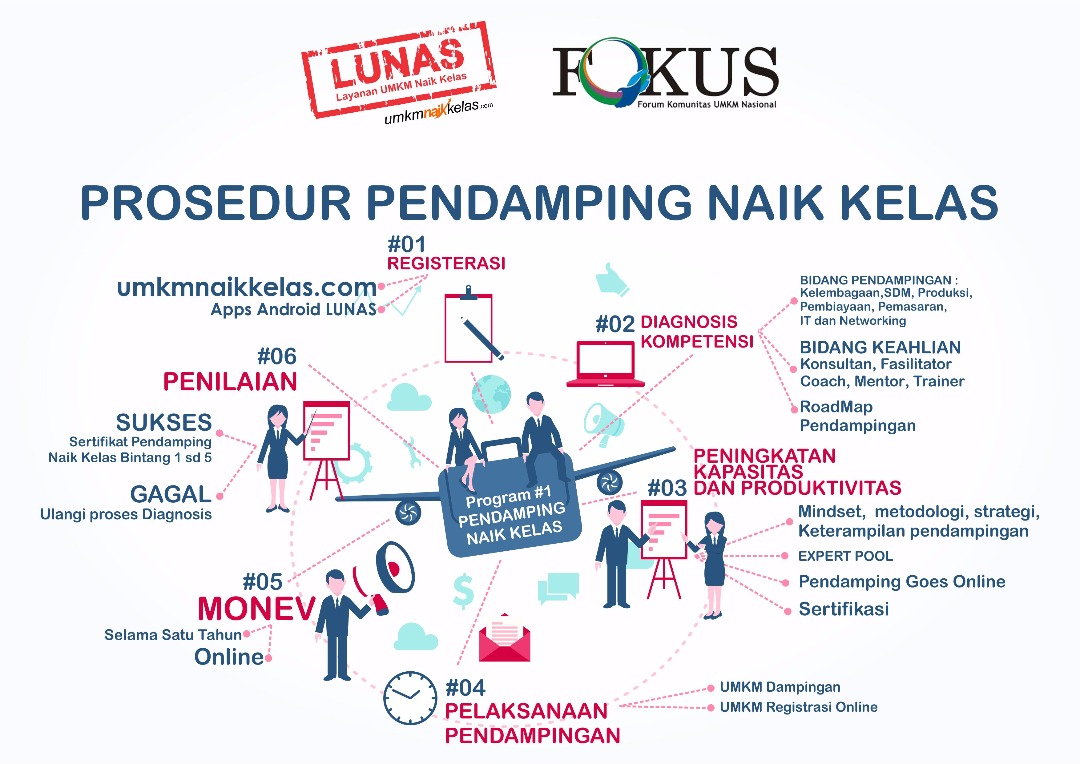 LUNAS
Layanan UMKM Naik Kelas
umkmnaikkelas.com
FOKUS
Forum Komunitas UMKM Nasional
PROSEDUR PENDAMPING NAIK KELAS
#01
REGISTERASI
umkmnaikkelas.com
Apps Android LUNAS
#02 DIAGNOSIS
KOMPETENSI
BIDANG PENDAMPINGAN :
Kelembagaan,SDM, Produksi,
Pembiayaan, Pemasaran,
IT dan Networking
BIDANG KEAHLIAN
Konsultan, Fasilitator
Coach, Mentor, Trainer
RoadMap
Pendampingan
#06
PENILAIAN
SUKSES
Sertifikat Pendamping
Naik Kelas Bintang 1 sd 5
GAGAL
Ulangi proses Diagnosis
Program #1
PENDAMPING
NAIK KELAS
PENINGKATAN
KAPASITAS
#03 DAN PRODUKTIVITAS
Mindset, metodologi, strategi,
Keterampilan pendampingan
EXPERT POOL
Pendamping Goes Online
Sertifikasi
#05
MONEV
Selama Satu Tahun
Online
#04
PELAKSANAAN
PENDAMPINGAN
UMKM Dampingan
UMKM Registrasi Online